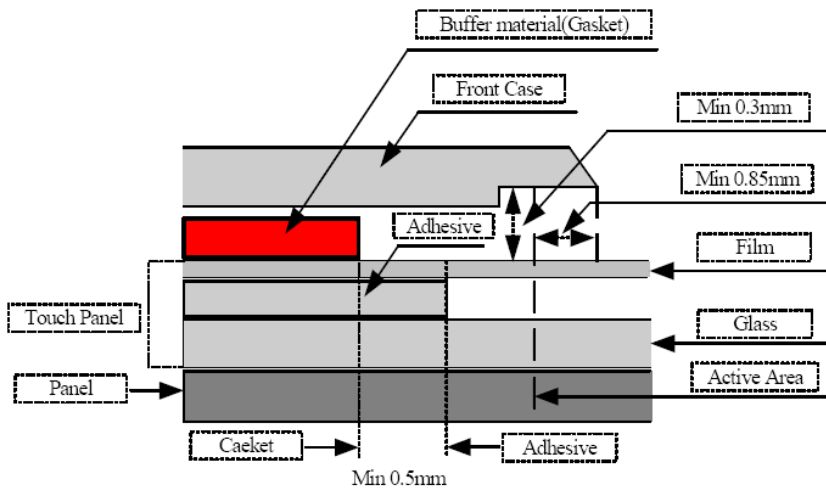 Buffer material(Gasket)
Front Case
Min 0.3mm
Min 0.85mm
Adhesive
Film
Touch Panel
Glass
Panel
Active Area
Caeket
Adhesive
Min 0.5mm